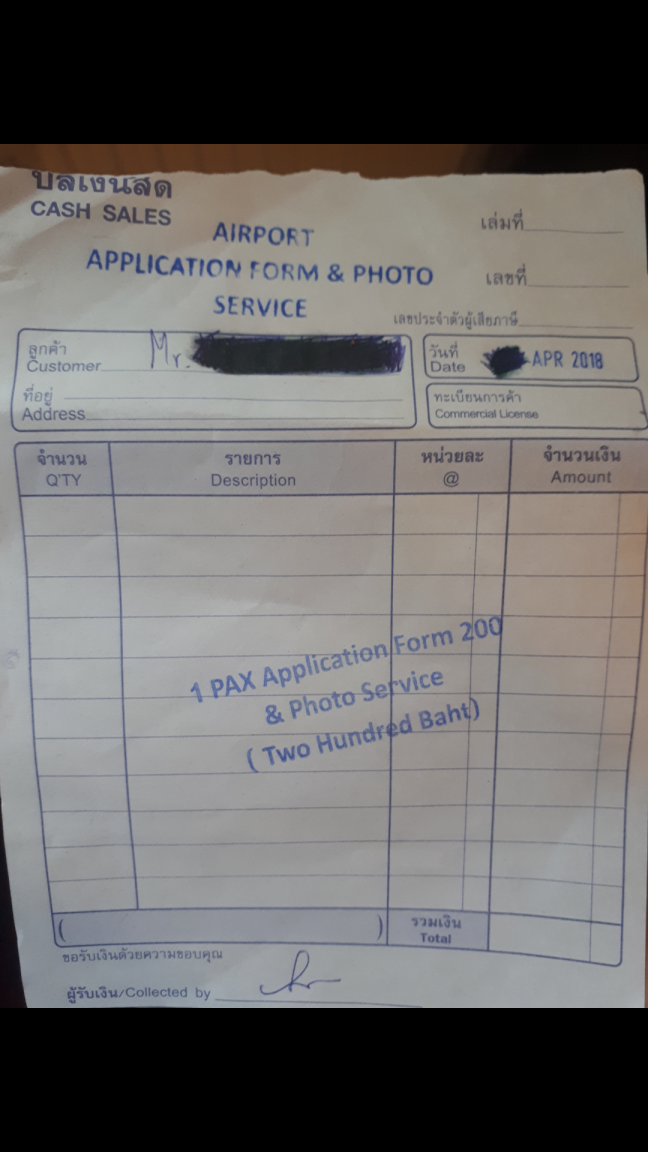 บิลเงินสด
CASH SALES
AIRPORT
APPLICATION FORM & PHOTO
SERVICE
เล่มที่
เลขที่
เลขประจำตัวผู้เสียภาษี
ลูกค้า
Customer Mr.
ที่อยู่
Address
วันที่
Date APR 2018
ทะเบียนการค้า
Commercial License
จำนวน รายการ หน่วยละ จำนวนเงิน
Q'TY Description @ Amount
1 PAX Application Form 200
& Photo Service
( Two Hundred Baht)
( ) รวมเงิน
Total
ขอรับเงินด้วยความขอบคุณ
ผู้รับเงิน/Collected by